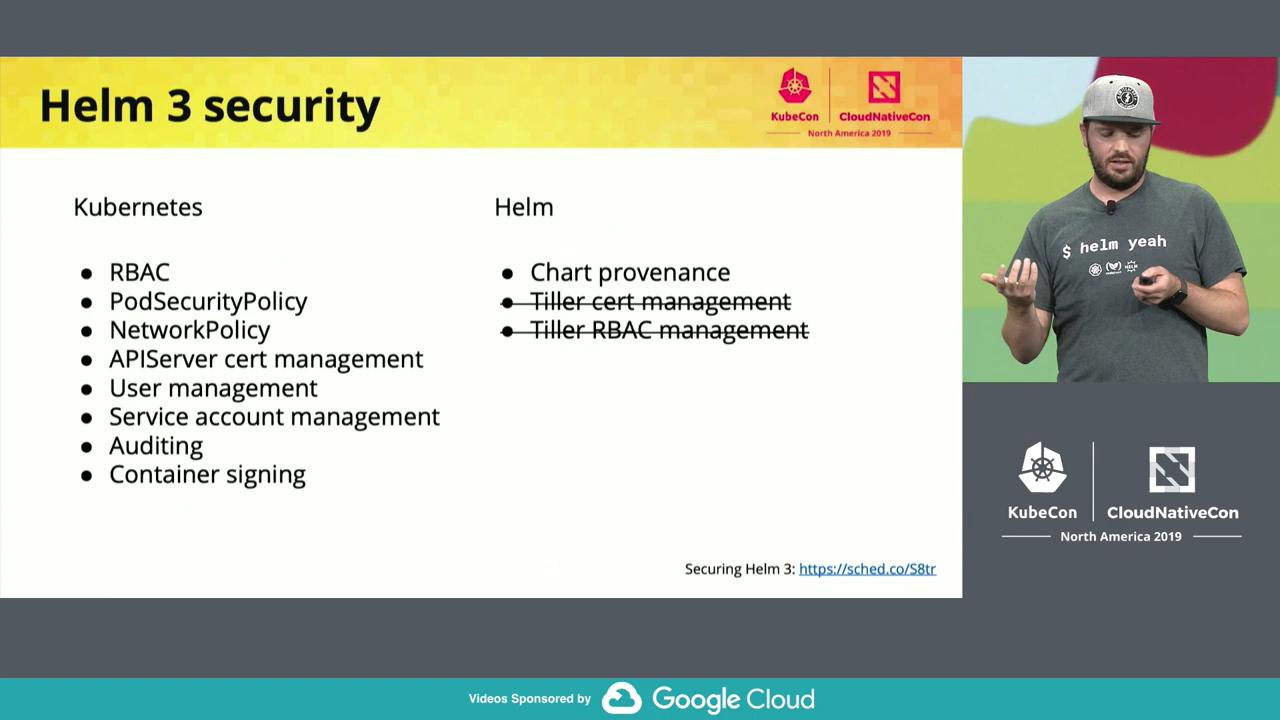 Helm 3 security
KubeCon
CloudNativeCon
North America 2019
Kubernetes
● RBAC
● PodSecurityPolicy
● NetworkPolicy
● APIServer cert management
● User management
● Service account management
● Auditing
● Container signing
Helm
● Chart provenance
● Tiller cert management
● Tiller RBAC management
Securing Helm 3: https://sched.co/S8tr
$ helm yeah
HELM
KubeCon
CloudNativeCon
North America 2019
Videos Sponsored by
Google Cloud